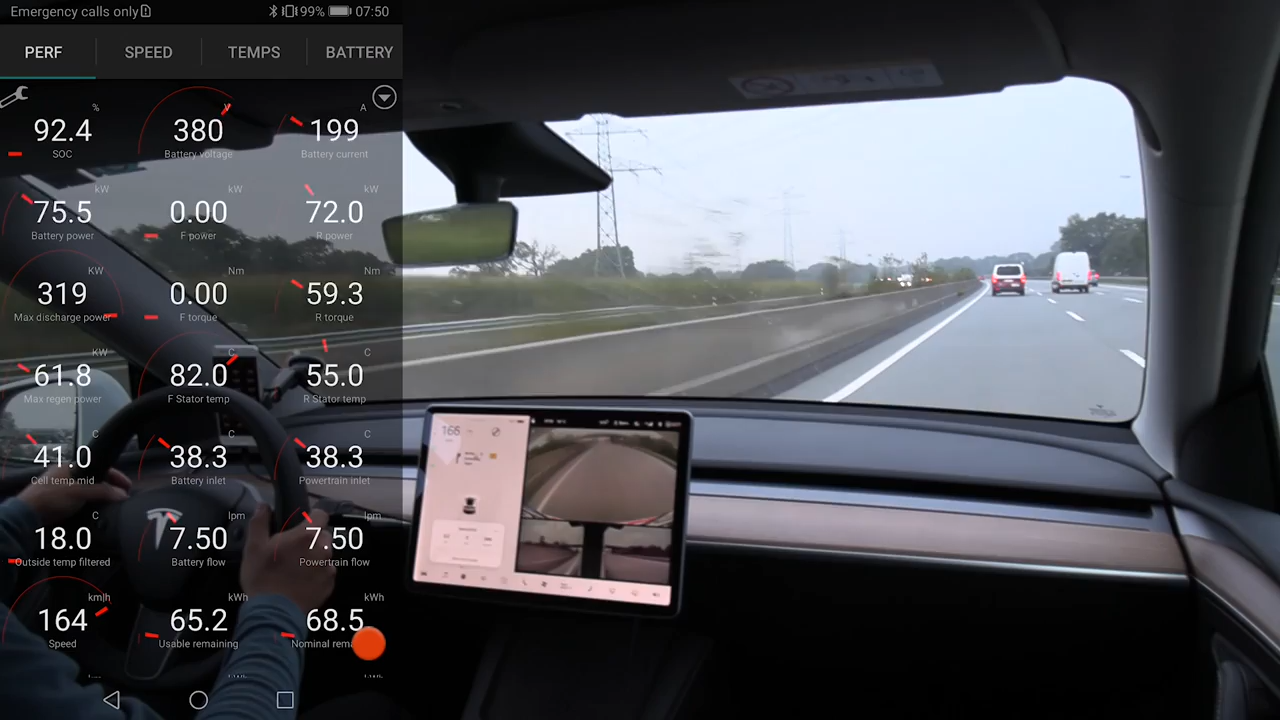 Emergency calls only 99% 07:50
PERF SPEED TEMPS BATTERY
% V A
92.4 380 199
SOC Battery voltage Battery current
kW kW kW
75.5 0.00 72.0
Battery power F power R power
KW Nm Nm
319 0.00 59.3
Max discharge power F torque R torque
KW C C
61.8 82.0 55.0
Max regen power F Stator temp R Stator temp
C C C
41.0 38.3 38.3
Cell temp mid Battery inlet Powertrain inlet
C lpm lpm
18.0 7.50 7.50
Outside temp filtered Battery flow Powertrain flow
km|h kWh kWh
164 65.2 68.5
Speed Usable remaining Nominal rema
166